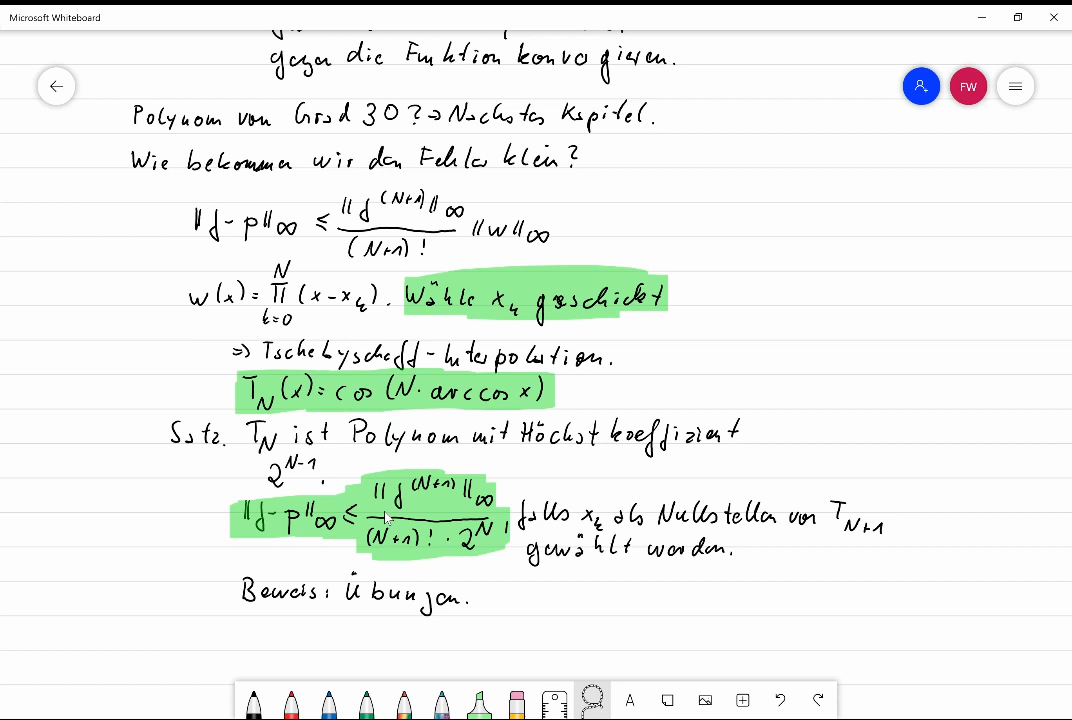 Microsoft Whiteboard
gegen die Funktion konvergieren.
FW
Polynom von Grad 30? → Nächstes Kapitel.
Wie bekommen wir den Fehler klein?
‖f-p‖∞ ≤ ‖f^(N+1)‖∞ / (N+1)! ‖w‖∞
w(x) = ∏_{k=0}^{N} (x-x_k). Wähle x_k geschickt
⇒ Tschebyscheff-Interpolation.
T_N(x) = cos(N · arccos x)
Satz. T_N ist Polynom mit Höchstkoeffizient
2^{N-1}.
‖f-p‖∞ ≤ ‖f^(N+1)‖∞ / (N+1)! · 2^N, falls x_k als Nullstellen von T_{N+1}
gewählt werden.
Beweis: Übungen.
A